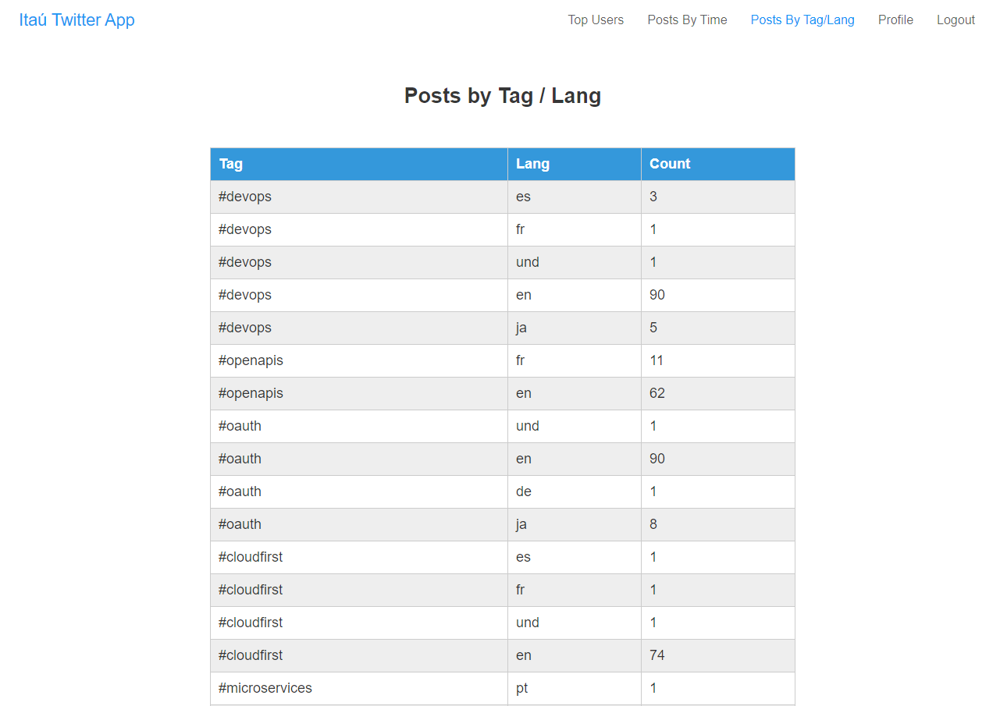 Itaú Twitter App Top Users Posts By Time Posts By Tag/Lang Profile Logout
Posts by Tag / Lang
Tag Lang Count
#devops es 3
#devops fr 1
#devops und 1
#devops en 90
#devops ja 5
#openapis fr 11
#openapis en 62
#oauth und 1
#oauth en 90
#oauth de 1
#oauth ja 8
#cloudfirst es 1
#cloudfirst fr 1
#cloudfirst und 1
#cloudfirst en 74
#microservices pt 1